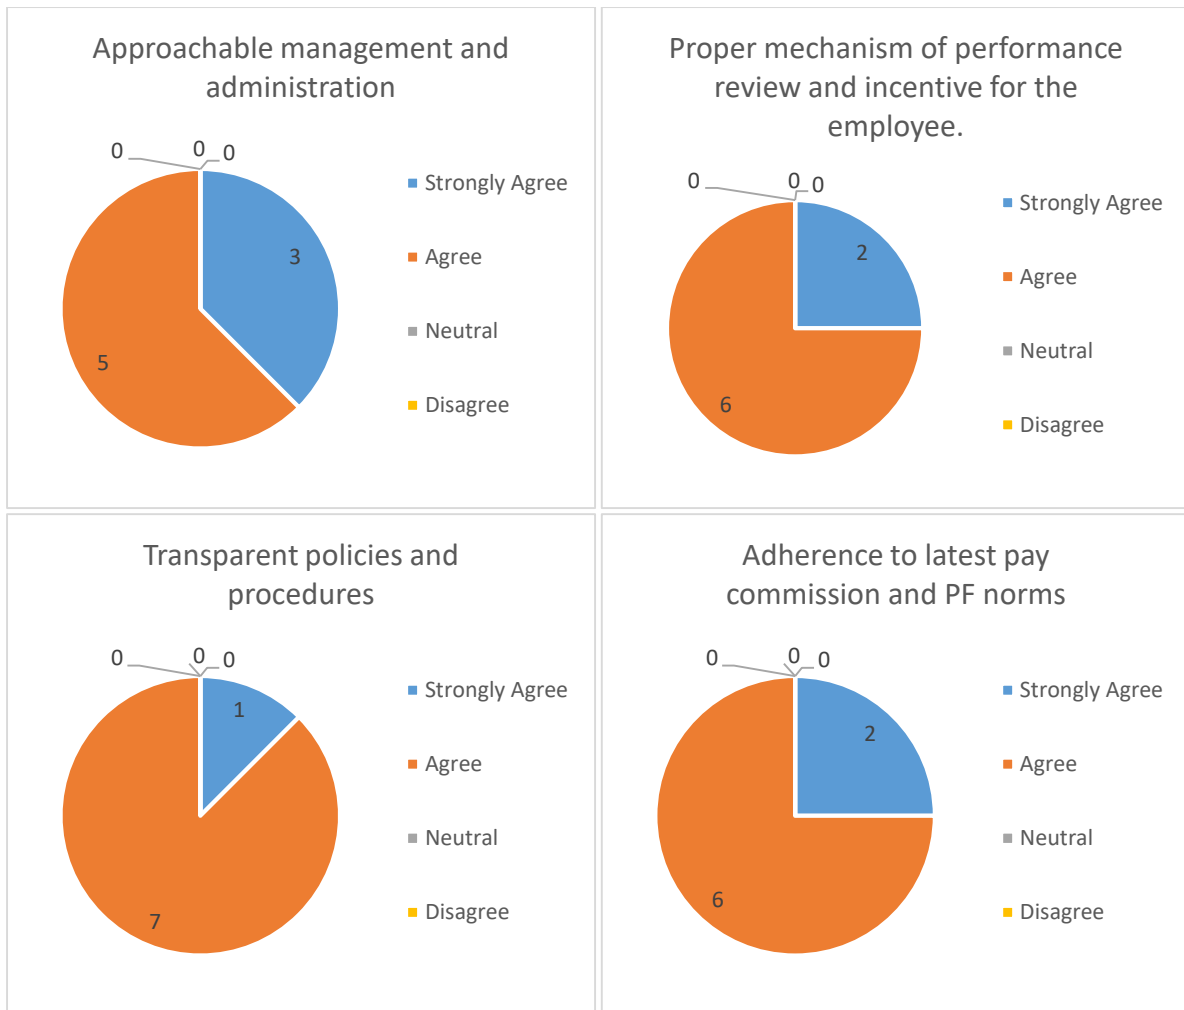 Approachable management and
administration
0 0 0
3
5
Strongly Agree
Agree
Neutral
Disagree
Proper mechanism of performance
review and incentive for the
employee.
0 0 0
2
6
Strongly Agree
Agree
Neutral
Disagree
Transparent policies and
procedures
0 0 0
1
7
Strongly Agree
Agree
Neutral
Disagree
Adherence to latest pay
commission and PF norms
0 0 0
2
6
Strongly Agree
Agree
Neutral
Disagree